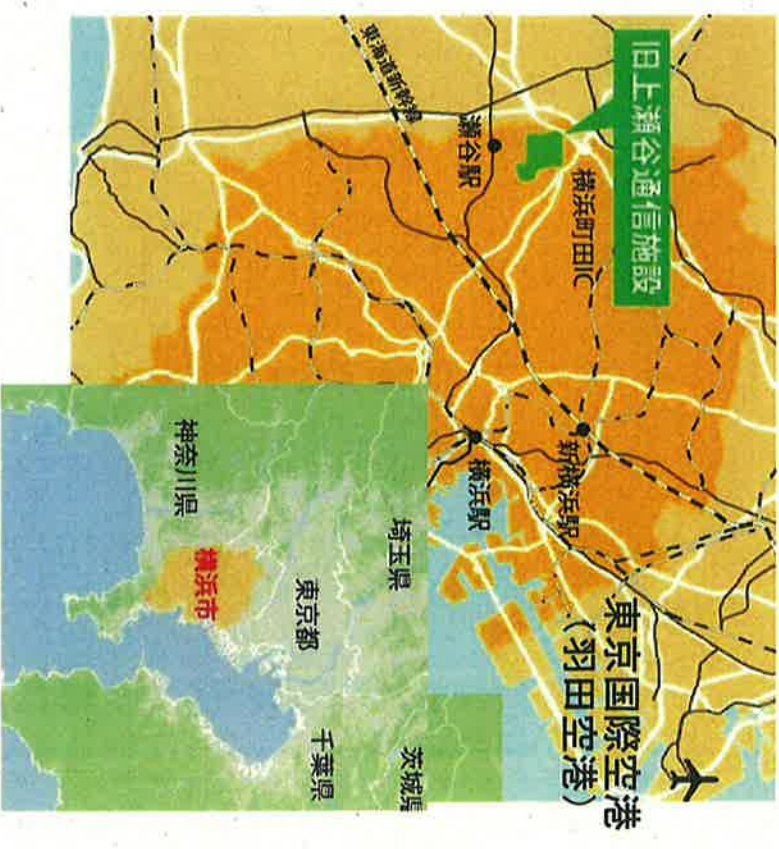 旧上瀬谷通信施設
横浜町田IC
瀬谷駅
東海道新幹線
新横浜駅
横浜駅
東京国際空港
(羽田空港)
茨城県
埼玉県
東京都
千葉県
横浜市
神奈川県